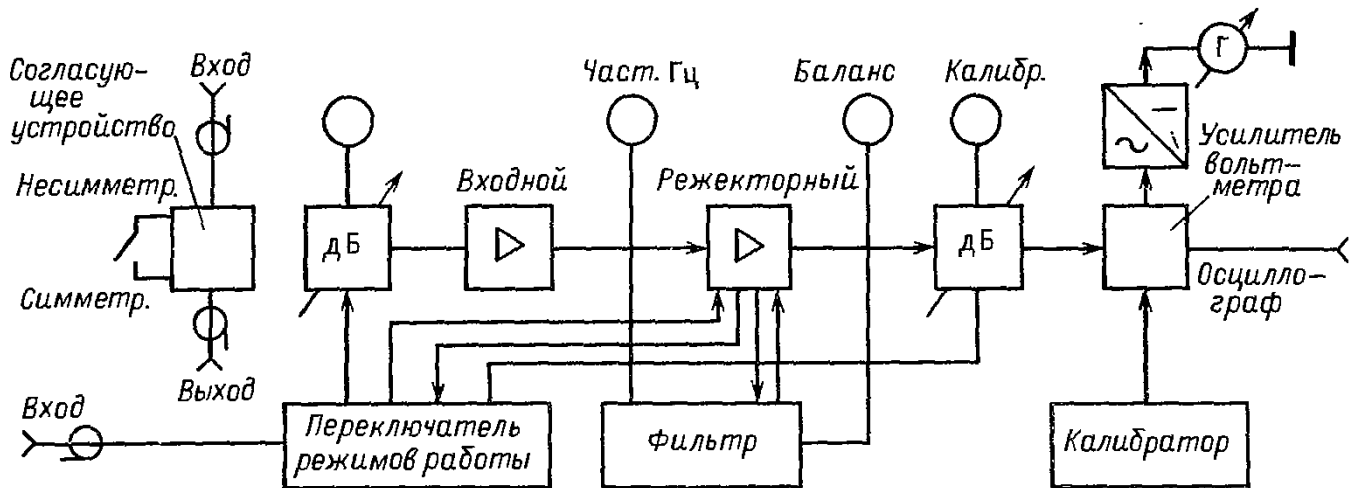 Согласую-
щее
устройство
Вход
Несимметр.
Симметр.
Выход
Вход
дБ
Входной
Част. Гц
Режекторный
Баланс
Калибр.
дБ
Г
Усилитель
вольт-
метра
Осцилло-
граф
Переключатель
режимов работы
Фильтр
Калибратор